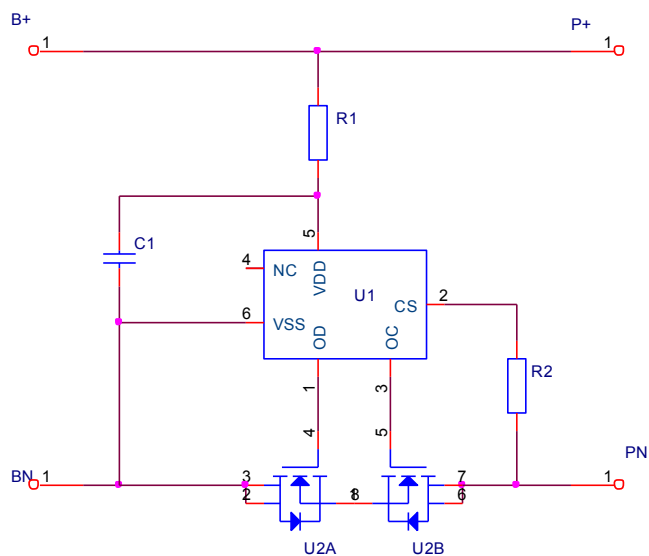 B+ P+
1 1
R1
C1
5
4 NC VDD
U1
CS 2
6 VSS
OD OC
R2
1 3
4 5
BN 1 3 7 1 PN
2 1 8 6
U2A U2B